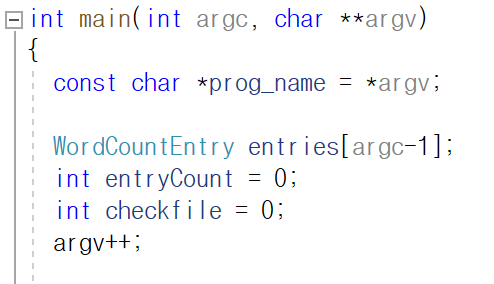 int main(int argc, char **argv)
{
const char *prog_name = *argv;
WordCountEntry entries[argc-1];
int entryCount = 0;
int checkfile = 0;
argv++;